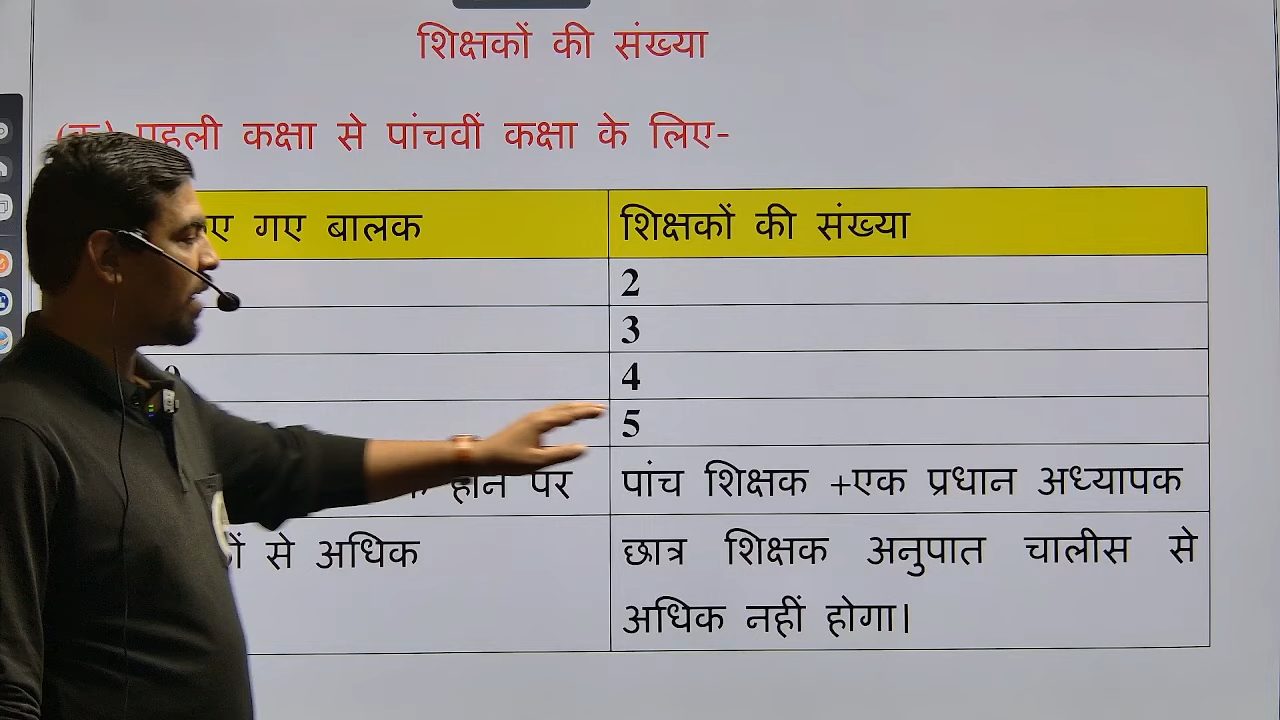 शिक्षकों की संख्या
पहली कक्षा से पांचवीं कक्षा के लिए-
गए बालक
शिक्षकों की संख्या
2
3
4
5
होने पर
पांच शिक्षक +एक प्रधान अध्यापक
से अधिक
छात्र शिक्षक अनुपात चालीस से
अधिक नहीं होगा।